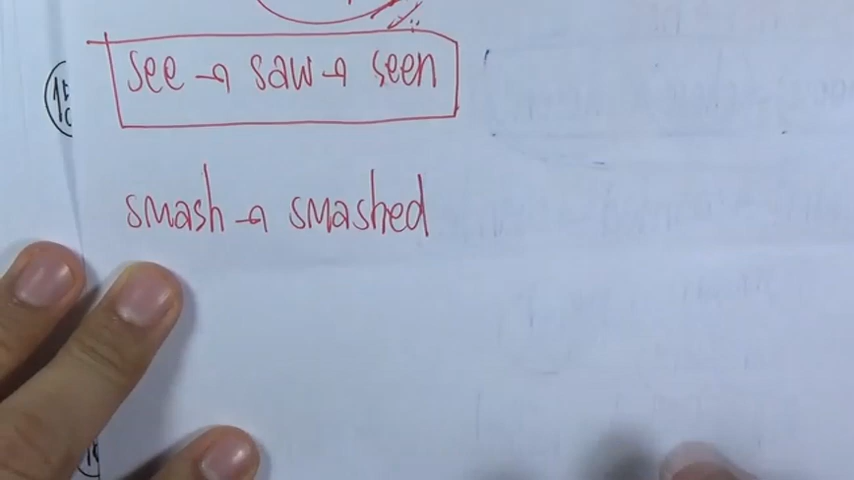 see → saw → seen
smash → smashed